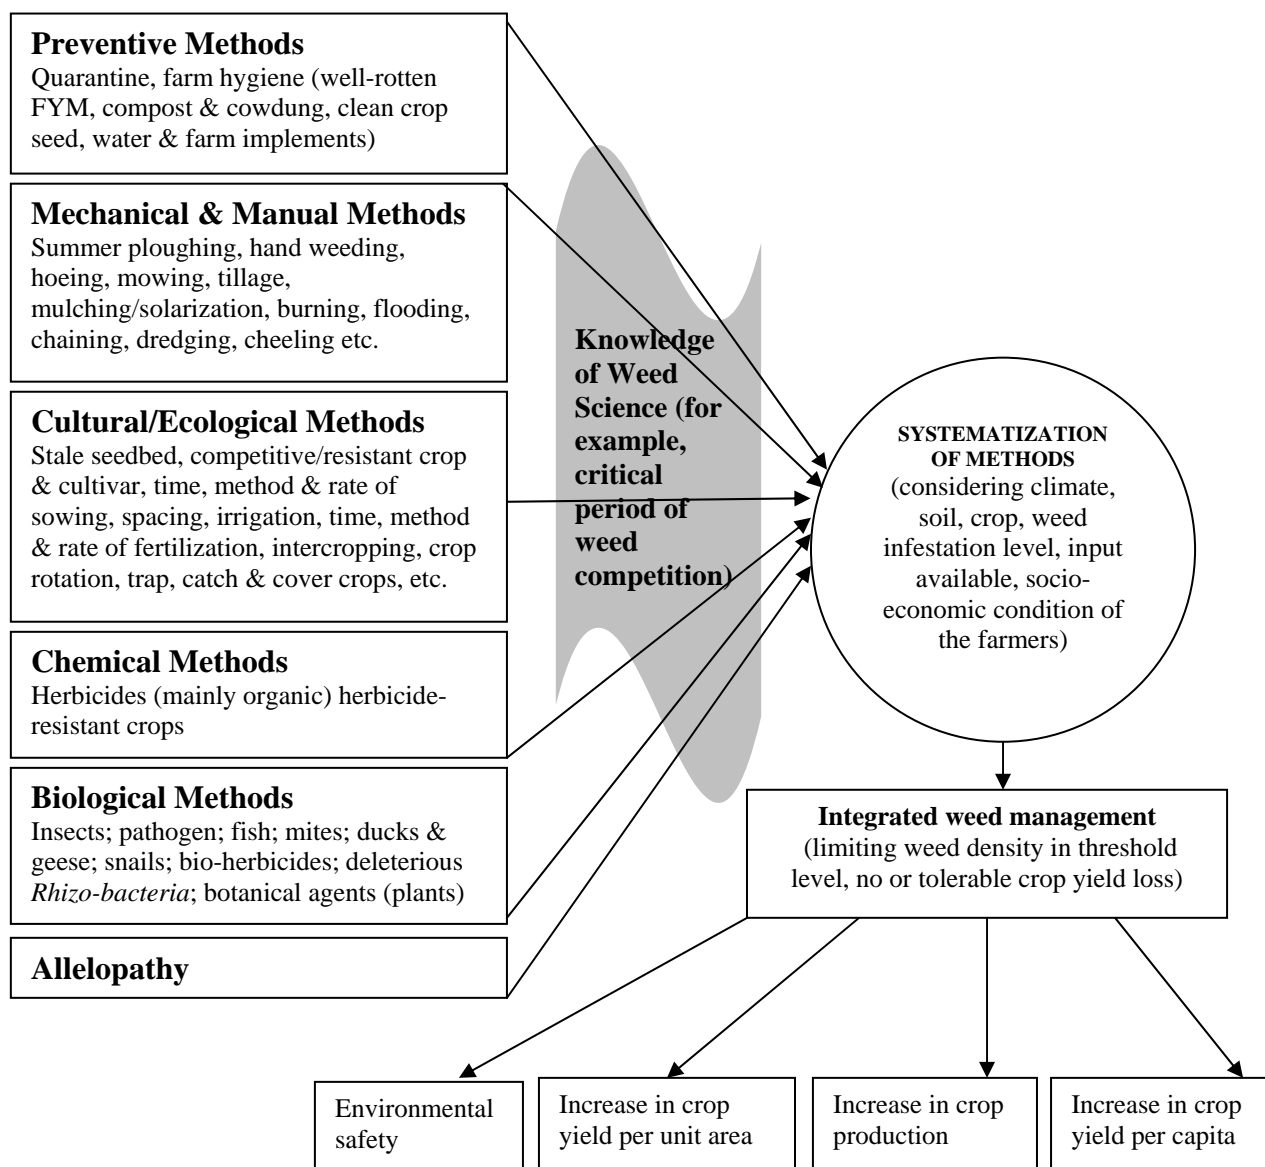 Preventive Methods
Quarantine, farm hygiene (well-rotten
FYM, compost & cowdung, clean crop
seed, water & farm implements)
Mechanical & Manual Methods
Summer ploughing, hand weeding,
hoeing, mowing, tillage,
mulching/solarization, burning, flooding,
chaining, dredging, cheeling etc.
Cultural/Ecological Methods
Stale seedbed, competitive/resistant crop
& cultivar, time, method & rate of
sowing, spacing, irrigation, time, method
& rate of fertilization, intercropping, crop
rotation, trap, catch & cover crops, etc.
Chemical Methods
Herbicides (mainly organic) herbicide-
resistant crops
Biological Methods
Insects; pathogen; fish; mites; ducks &
geese; snails; bio-herbicides; deleterious
Rhizo-bacteria; botanical agents (plants)
Allelopathy
Knowledge
of Weed
Science (for
example,
critical
period of
weed
competition)
SYSTEMATIZATION
OF METHODS
(considering climate,
soil, crop, weed
infestation level, input
available, socio-
economic condition of
the farmers)
Integrated weed management
(limiting weed density in threshold
level, no or tolerable crop yield loss)
Environmental
safety
Increase in crop
yield per unit area
Increase in crop
production
Increase in crop
yield per capita